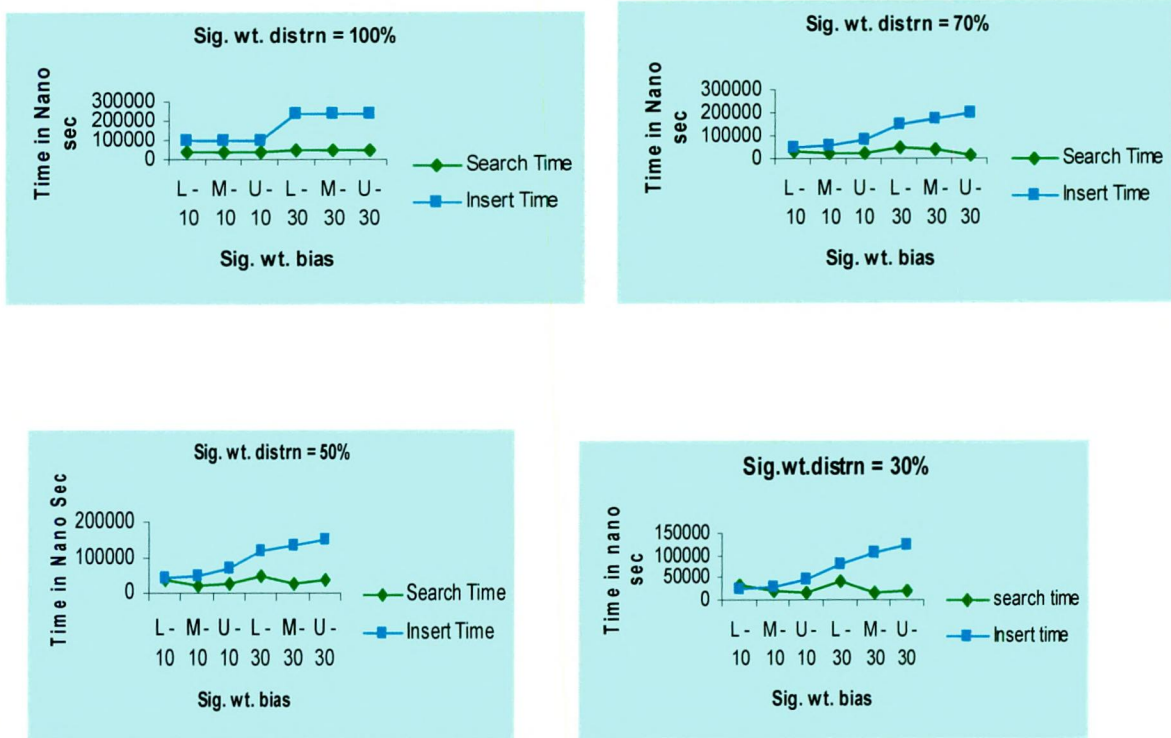 Sig. wt. distrn = 100%
Time in Nano
sec
300000
200000
100000
0
L - M - U - L - M - U -
10 10 10 30 30 30
Sig. wt. bias
Search Time
Insert Time
Sig. wt. distrn = 70%
Time in Nano
sec
300000
200000
100000
0
L - M - U - L - M - U -
10 10 10 30 30 30
Sig. wt. bias
Search Time
Insert Time
Sig. wt. distrn = 50%
Time in Nano Sec
200000
100000
0
L - M - U - L - M - U -
10 10 10 30 30 30
Sig. wt. bias
Search Time
Insert Time
Sig.wt.distrn = 30%
Time in nano
sec
150000
100000
50000
0
L - M - U - L - M - U -
10 10 10 30 30 30
Sig. wt. bias
search time
Insert time